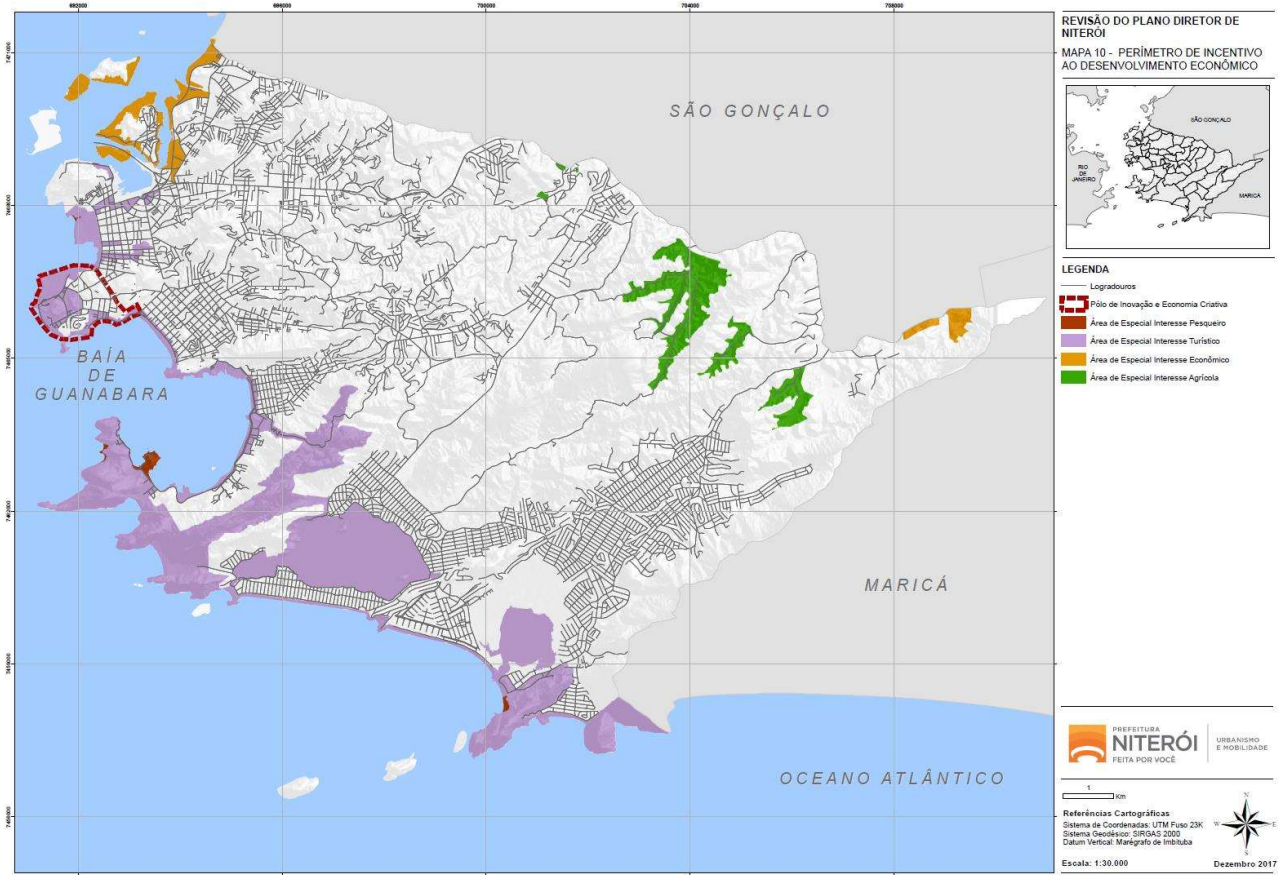 692000
696000
700000
704000
708000
SÃO GONÇALO
BAÍA
DE
GUANABARA
MARICÁ
OCEANO ATLÂNTICO
REVISÃO DO PLANO DIRETOR DE
NITERÓI
MAPA 10 - PERÍMETRO DE INCENTIVO
AO DESENVOLVIMENTO ECONÔMICO
SÃO GONÇALO
RIO
DE
JANEIRO
MARICÁ
LEGENDA
Logradouros
Pólo de Inovação e Economia Criativa
Área de Especial Interesse Pesqueiro
Área de Especial Interesse Turístico
Área de Especial Interesse Econômico
Área de Especial Interesse Agrícola
PREFEITURA
NITERÓI
FEITA POR VOCÊ
URBANISMO
E MOBILIDADE
1
Km
Referências Cartográficas
Sistema de Coordenadas: UTM Fuso 23K
Sistema Geodésico: SIRGAS 2000
Datum Vertical: Marégrafo de Imbituba
Escala: 1:30.000
N
W
E
S
Dezembro 2017